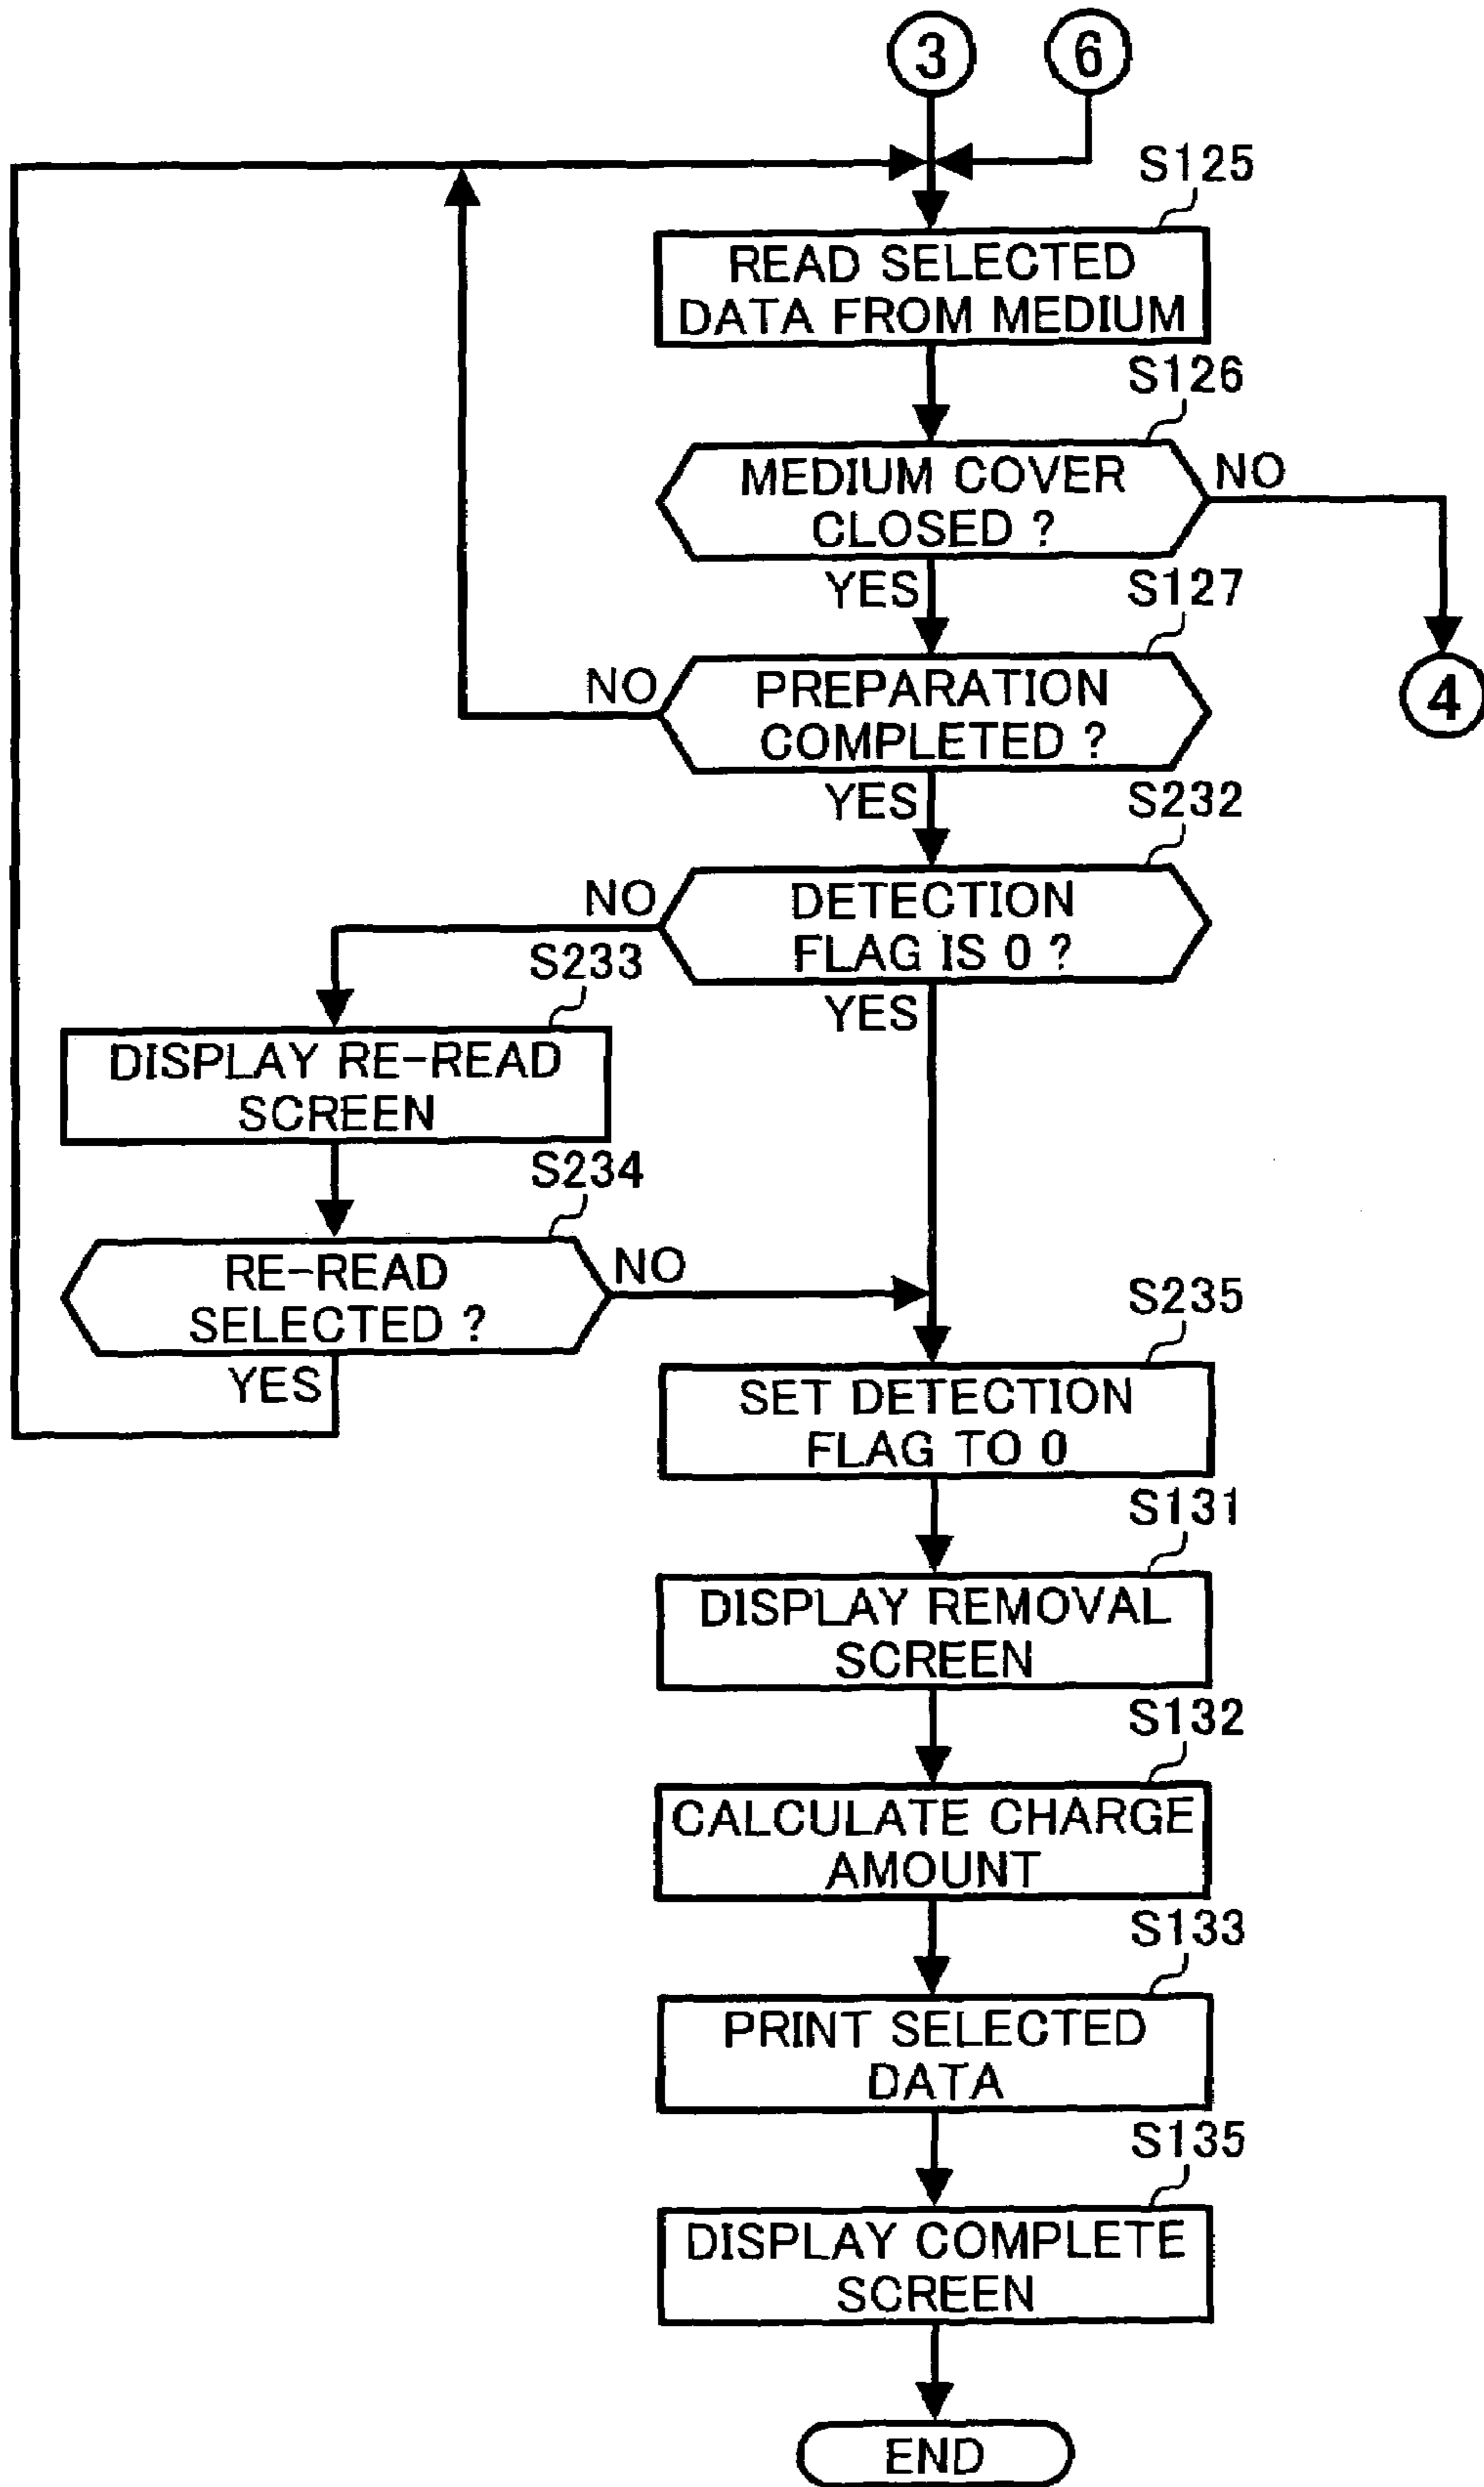 3
6
S125
READ SELECTED
DATA FROM MEDIUM
S126
MEDIUM COVER
CLOSED ?
NO
YES
S127
4
NO
PREPARATION
COMPLETED ?
YES
S232
NO
DETECTION
FLAG IS 0 ?
YES
S233
DISPLAY RE-READ
SCREEN
S234
RE-READ
SELECTED ?
NO
YES
S235
SET DETECTION
FLAG TO 0
S131
DISPLAY REMOVAL
SCREEN
S132
CALCULATE CHARGE
AMOUNT
S133
PRINT SELECTED
DATA
S135
DISPLAY COMPLETE
SCREEN
END